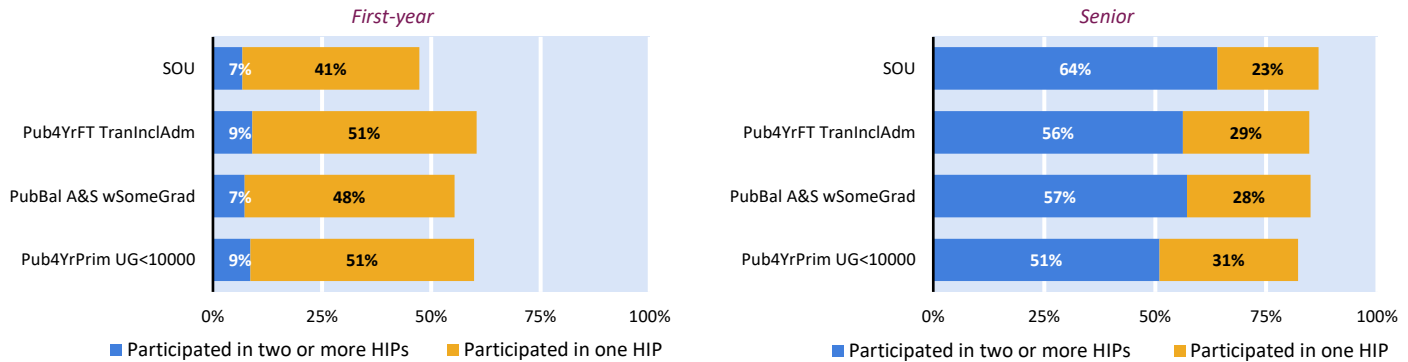 First-year
SOU
7%
41%
Pub4YrFT TranInclAdm
9%
51%
PubBal A&S wSomeGrad
7%
48%
Pub4YrPrim UG<10000
9%
51%
0% 25% 50% 75% 100%
Participated in two or more HIPs Participated in one HIP
Senior
SOU
64%
23%
Pub4YrFT TranInclAdm
56%
29%
PubBal A&S wSomeGrad
57%
28%
Pub4YrPrim UG<10000
51%
31%
0% 25% 50% 75% 100%
Participated in two or more HIPs Participated in one HIP